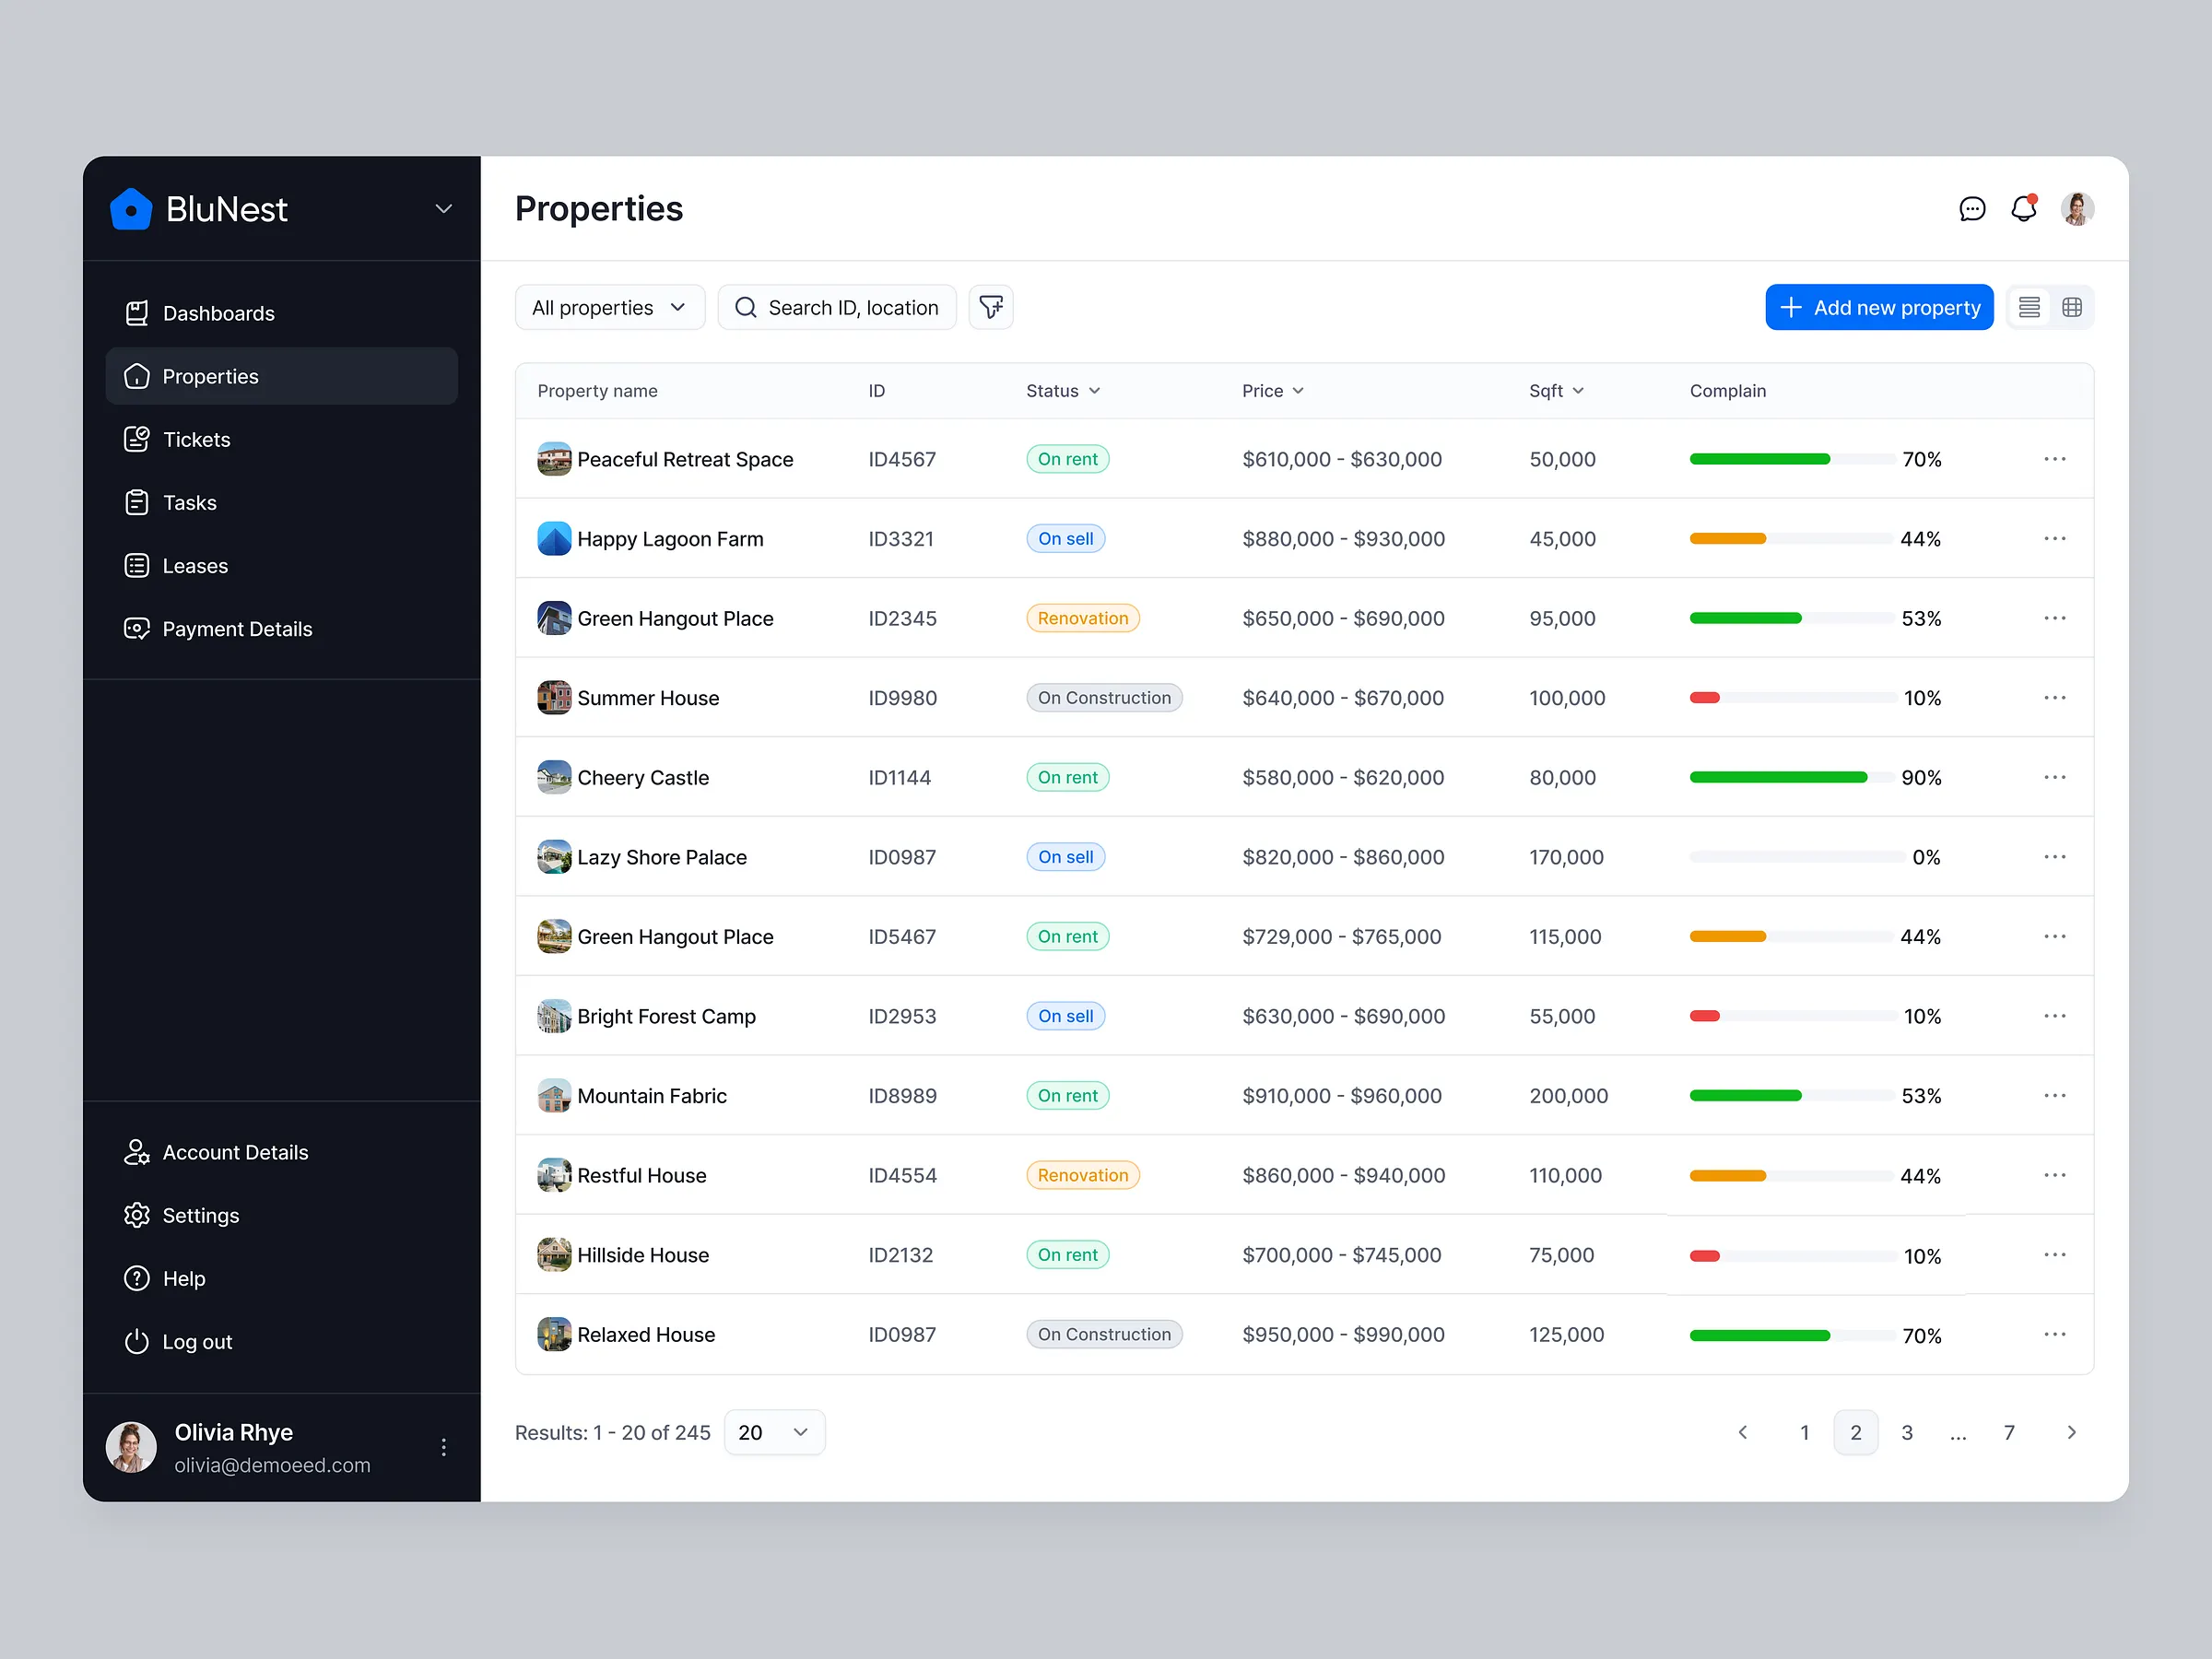 BluNest
Dashboards
Properties
Tickets
Tasks
Leases
Payment Details
Account Details
Settings
Help
Log out
Olivia Rhye
olivia@demoeed.com
Properties
All properties
Search ID, location
Add new property
Property name ID Status Price Sqft Complain
Peaceful Retreat Space ID4567 On rent $610,000 - $630,000 50,000 70%
Happy Lagoon Farm ID3321 On sell $880,000 - $930,000 45,000 44%
Green Hangout Place ID2345 Renovation $650,000 - $690,000 95,000 53%
Summer House ID9980 On Construction $640,000 - $670,000 100,000 10%
Cheery Castle ID1144 On rent $580,000 - $620,000 80,000 90%
Lazy Shore Palace ID0987 On sell $820,000 - $860,000 170,000 0%
Green Hangout Place ID5467 On rent $729,000 - $765,000 115,000 44%
Bright Forest Camp ID2953 On sell $630,000 - $690,000 55,000 10%
Mountain Fabric ID8989 On rent $910,000 - $960,000 200,000 53%
Restful House ID4554 Renovation $860,000 - $940,000 110,000 44%
Hillside House ID2132 On rent $700,000 - $745,000 75,000 10%
Relaxed House ID0987 On Construction $950,000 - $990,000 125,000 70%
Results: 1 - 20 of 245 20 1 2 3 ... 7